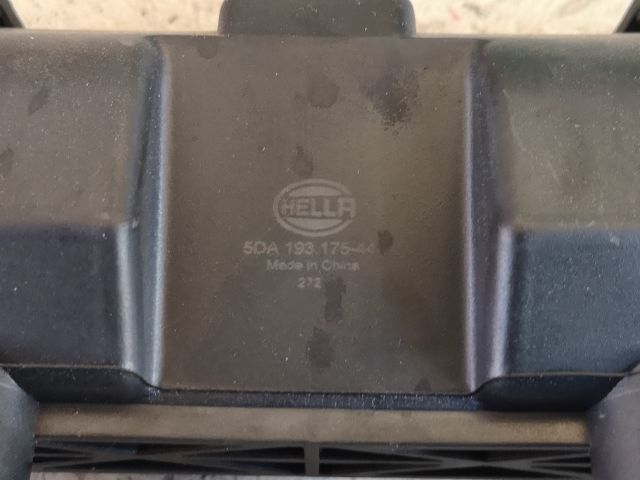 HELLA
5DA 193.175-44
Made in China
272